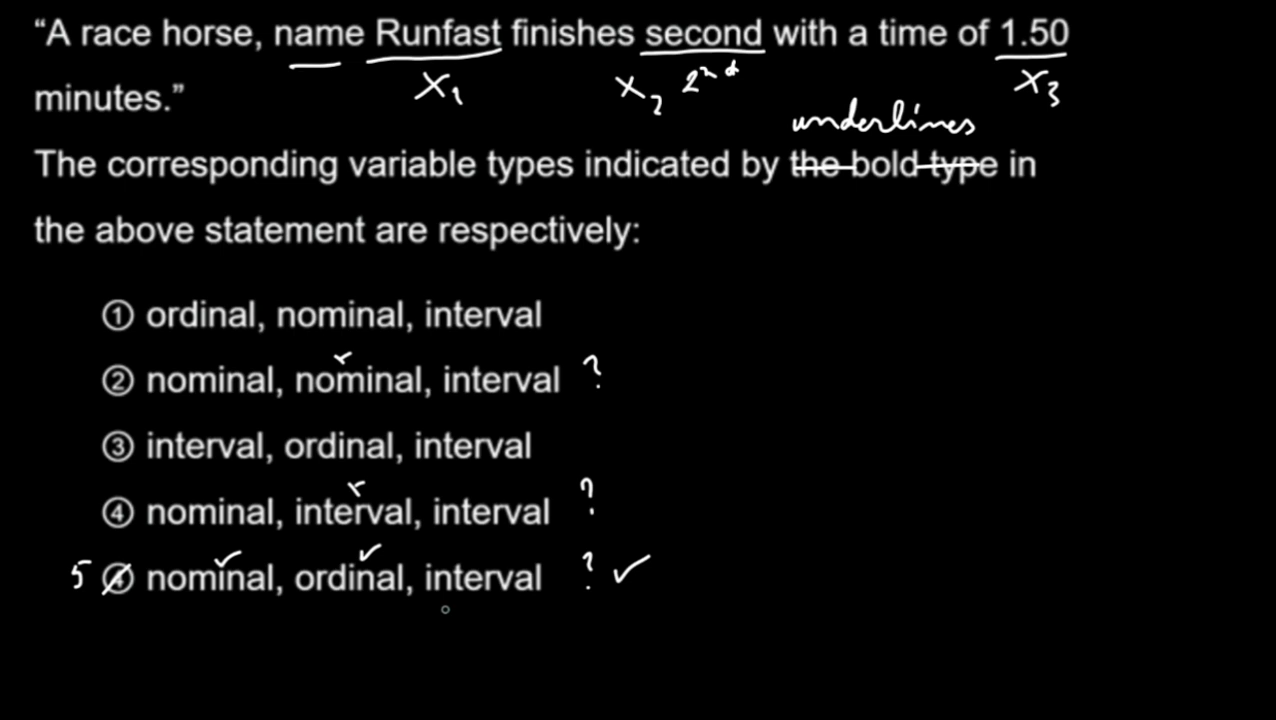 “A race horse, name Runfast finishes second with a time of 1.50
X1 X2 2nd X3
minutes.”
underlines
The corresponding variable types indicated by the bold type in
the above statement are respectively:
① ordinal, nominal, interval
② nominal, nominal, interval ?
③ interval, ordinal, interval
④ nominal, interval, interval ?
5 ④ nominal, ordinal, interval ? ✓